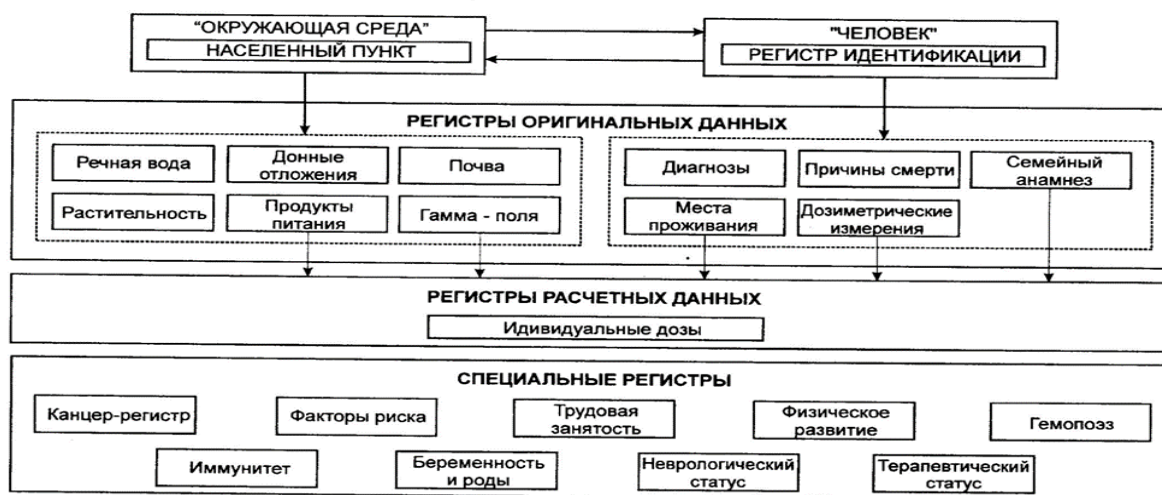 "ОКРУЖАЮЩАЯ СРЕДА"
НАСЕЛЕННЫЙ ПУНКТ
"ЧЕЛОВЕК"
РЕГИСТР ИДЕНТИФИКАЦИИ
РЕГИСТРЫ ОРИГИНАЛЬНЫХ ДАННЫХ
Речная вода
Донные
отложения
Почва
Растительность
Продукты
питания
Гамма - поля
Диагнозы
Причины смерти
Семейный
анамнез
Места
проживания
Дозиметрические
измерения
РЕГИСТРЫ РАСЧЕТНЫХ ДАННЫХ
Идивидуальные дозы
СПЕЦИАЛЬНЫЕ РЕГИСТРЫ
Канцер-регистр
Факторы риска
Трудовая
занятость
Физическое
развитие
Гемопоэз
Иммунитет
Беременность
и роды
Неврологический
статус
Терапевтический
статус